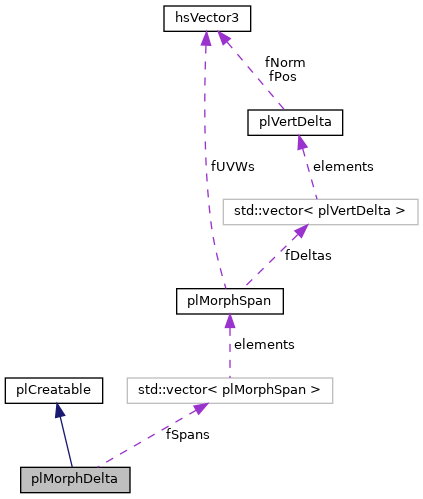 hsVector3
fNorm
fPos
plVertDelta
fUVWs
elements
std::vector< plVertDelta >
fDeltas
plMorphSpan
elements
plCreatable
std::vector< plMorphSpan >
fSpans
plMorphDelta